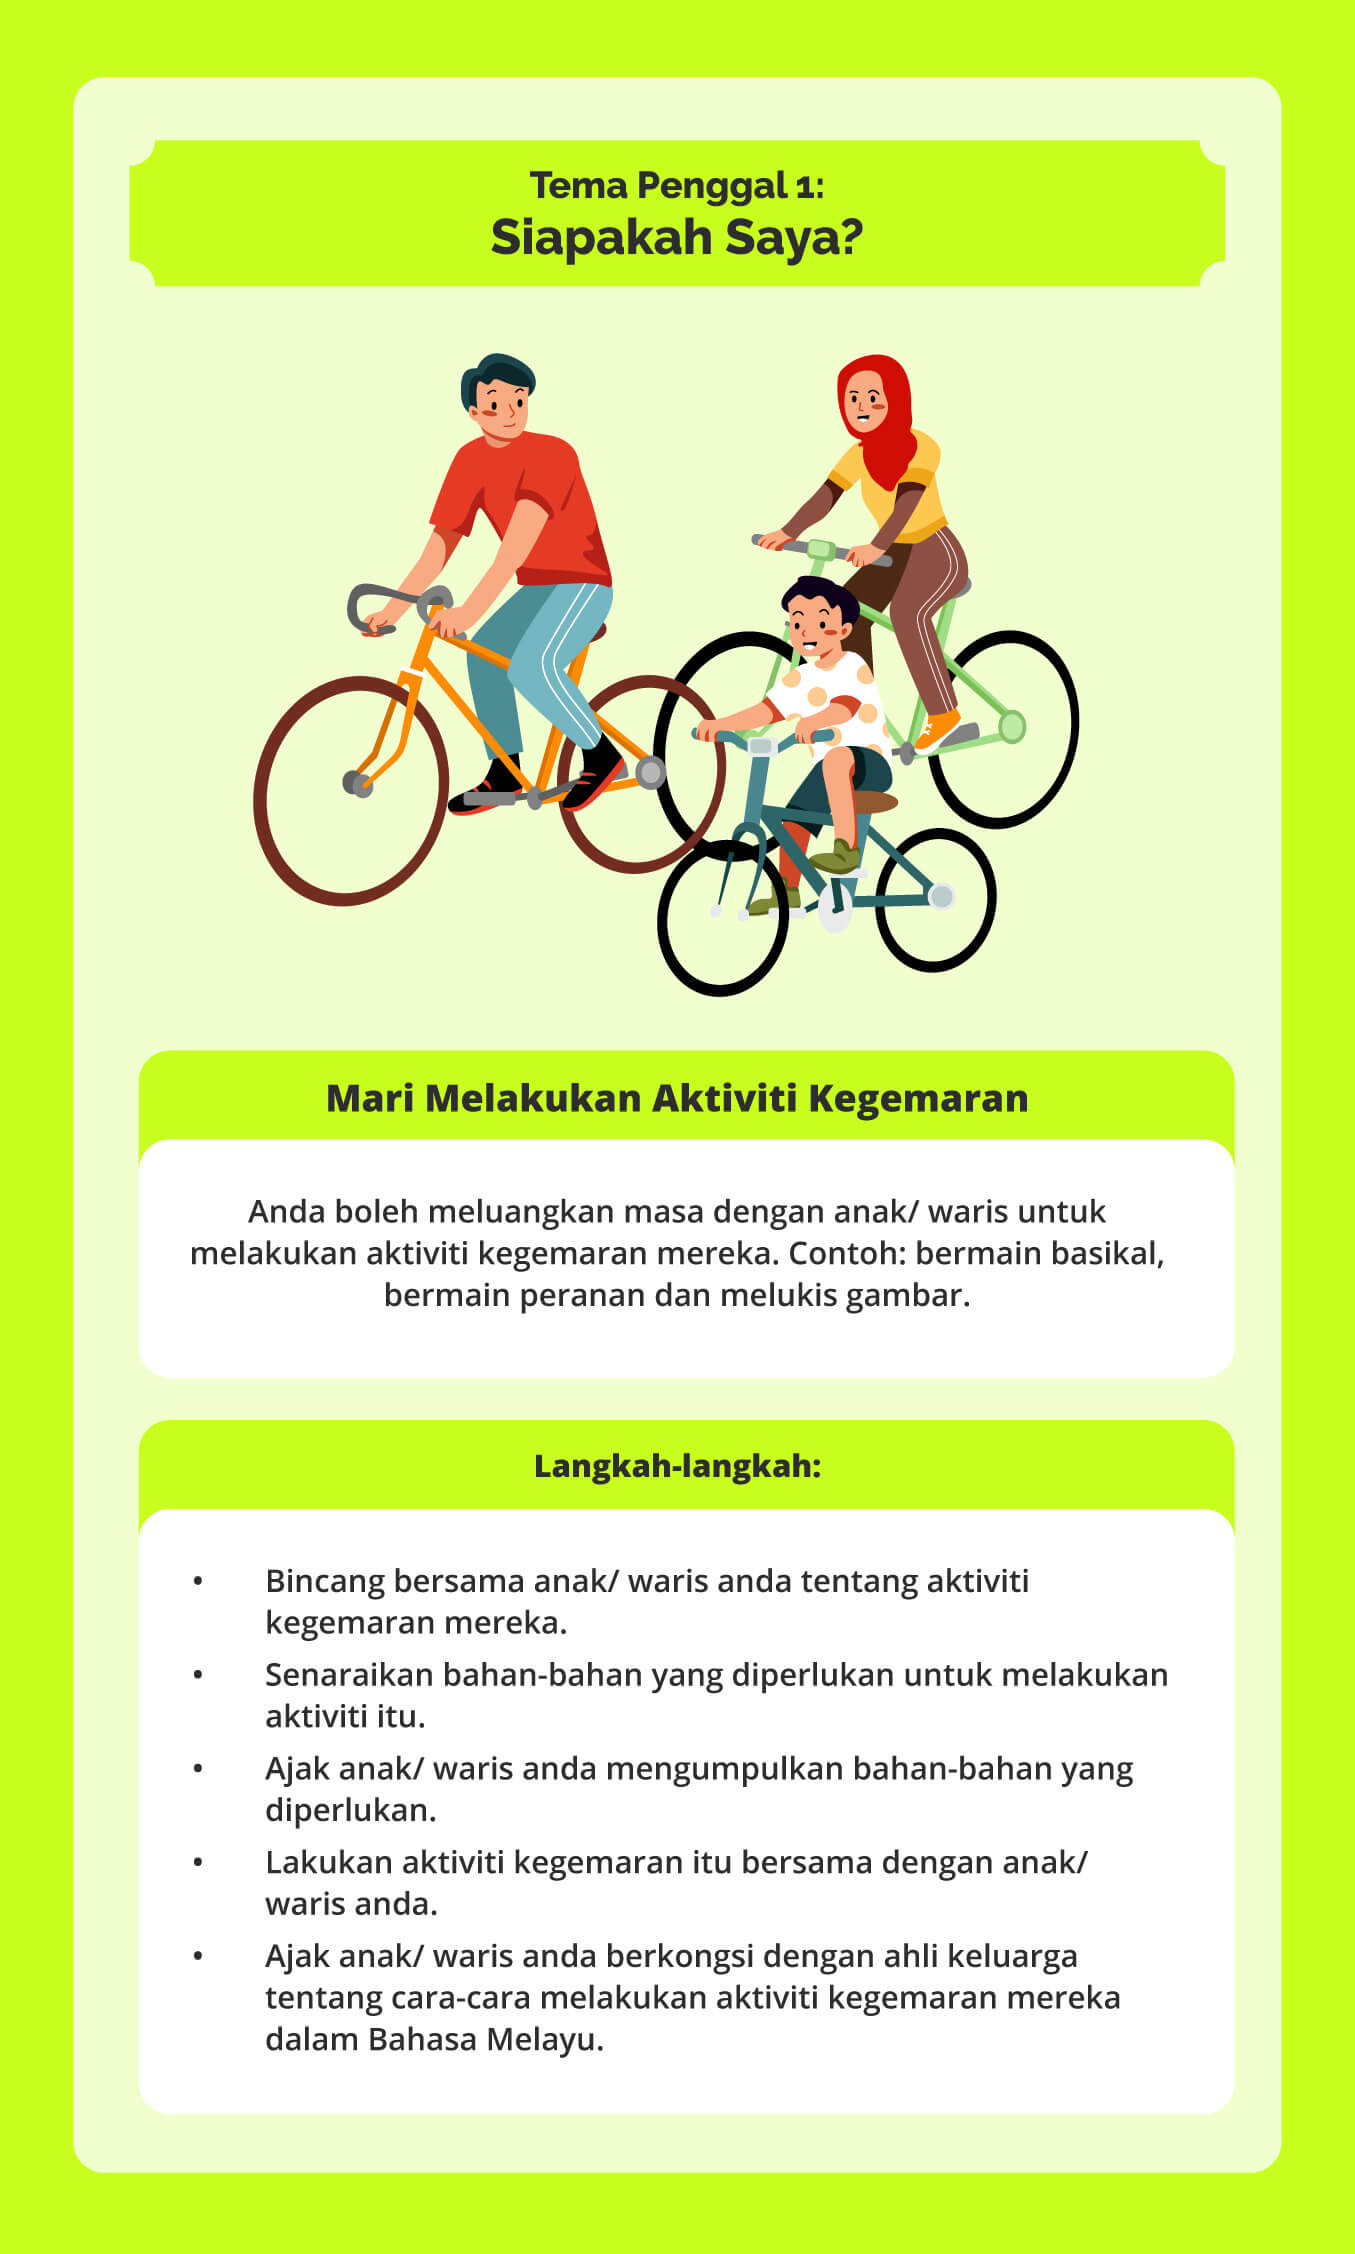 Tema Penggal 1:
Siapakah Saya?
Mari Melakukan Aktiviti Kegemaran
Anda boleh meluangkan masa dengan anak/ waris untuk
melakukan aktiviti kegemaran mereka. Contoh: bermain basikal,
bermain peranan dan melukis gambar.
Langkah-langkah:
• Bincang bersama anak/ waris anda tentang aktiviti
kegemaran mereka.
• Senaraikan bahan-bahan yang diperlukan untuk melakukan
aktiviti itu.
• Ajak anak/ waris anda mengumpulkan bahan-bahan yang
diperlukan.
• Lakukan aktiviti kegemaran itu bersama dengan anak/
waris anda.
• Ajak anak/ waris anda berkongsi dengan ahli keluarga
tentang cara-cara melakukan aktiviti kegemaran mereka
dalam Bahasa Melayu.